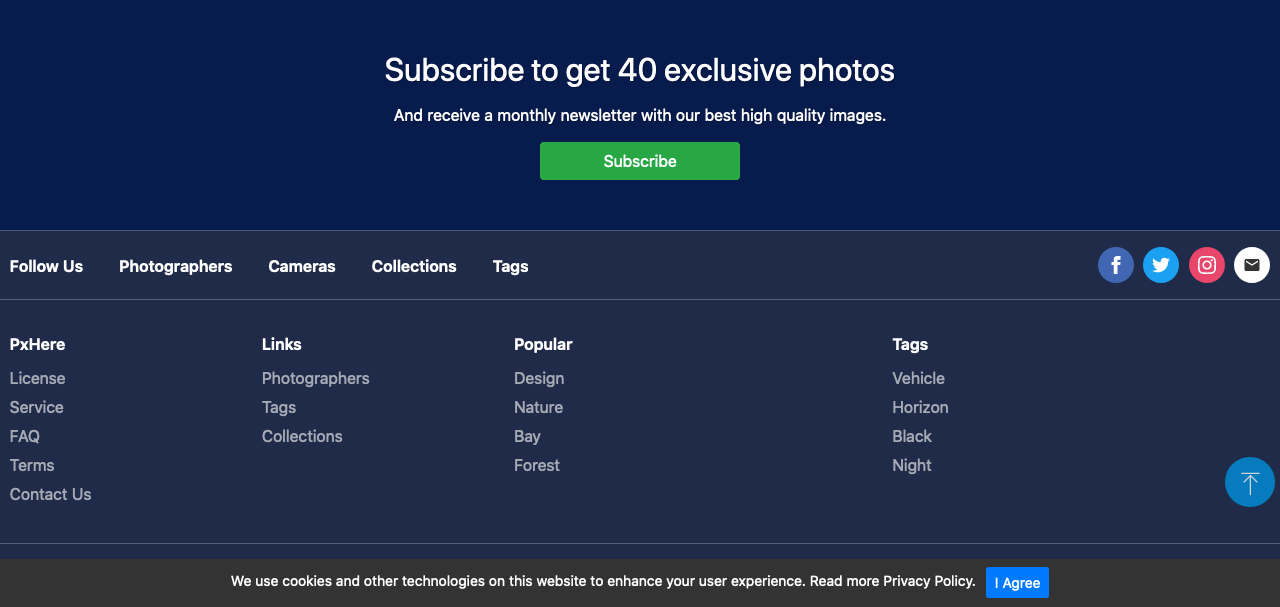 Subscribe to get 40 exclusive photos
And receive a monthly newsletter with our best high quality images.
Subscribe
Follow Us Photographers Cameras Collections Tags
PxHere
License
Service
FAQ
Terms
Contact Us
Links
Photographers
Tags
Collections
Popular
Design
Nature
Bay
Forest
Tags
Vehicle
Horizon
Black
Night
We use cookies and other technologies on this website to enhance your user experience. Read more Privacy Policy. I Agree